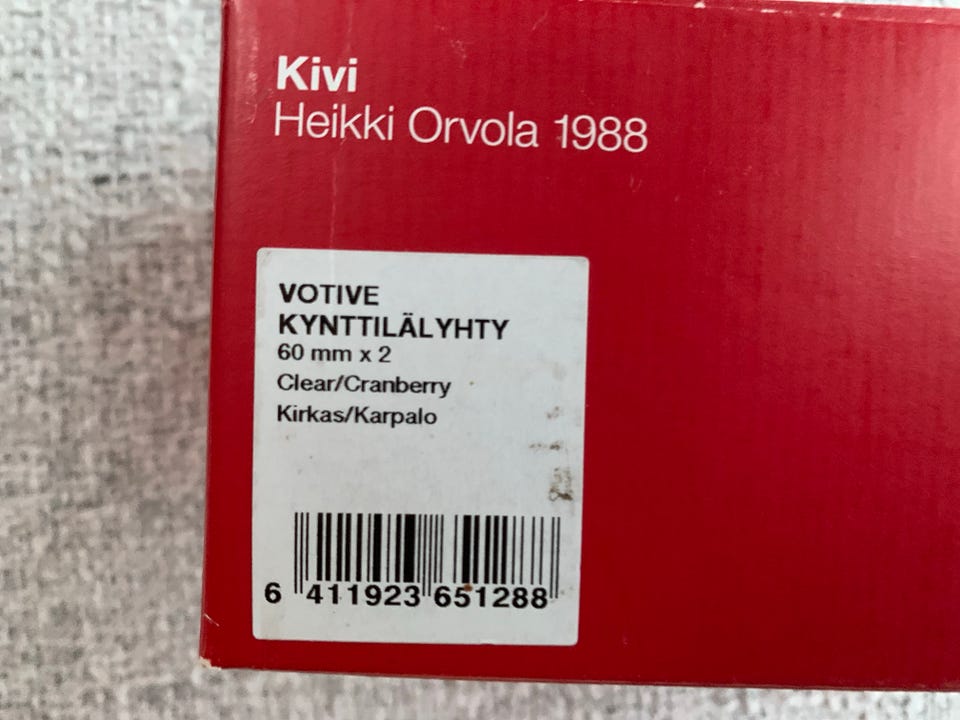 Kivi
Heikki Orvola 1988
VOTIVE
KYNTTILÄLYHTY
60 mm x 2
Clear/Cranberry
Kirkas/Karpalo
6 411923 651288